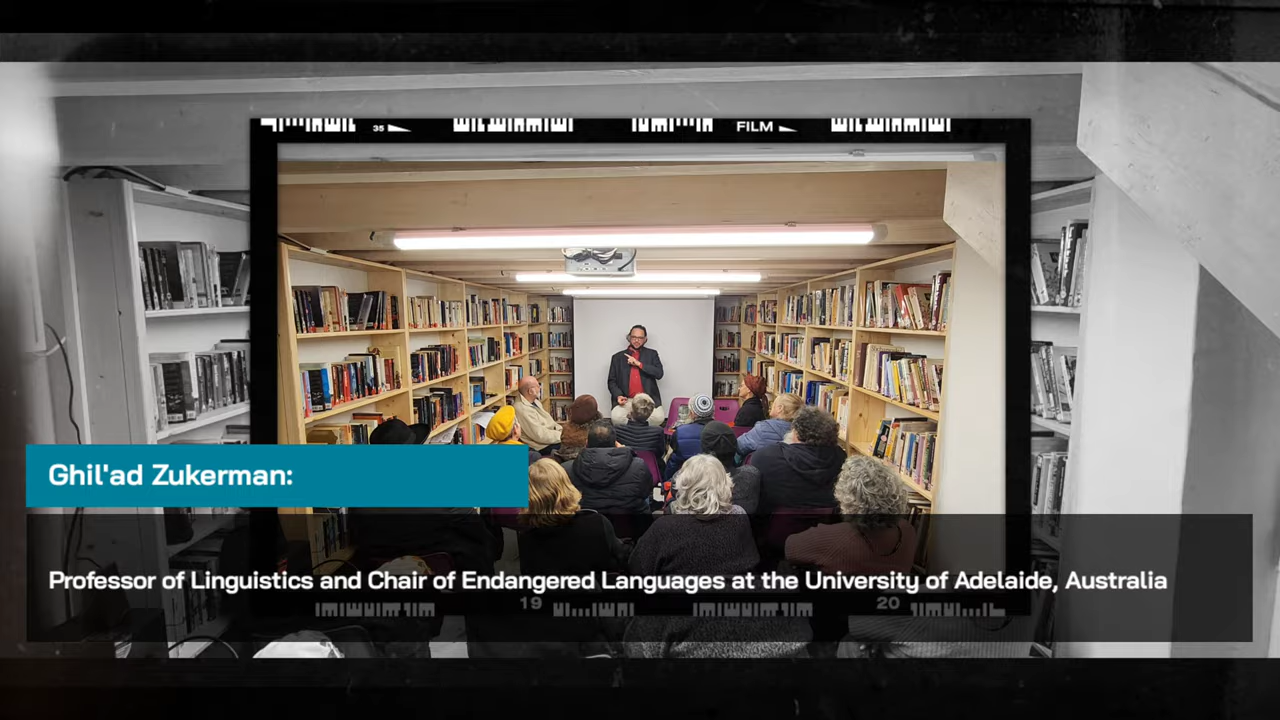 35
FILM
Ghil'ad Zukerman:
Professor of Linguistics and Chair of Endangered Languages at the University of Adelaide, Australia
19
20